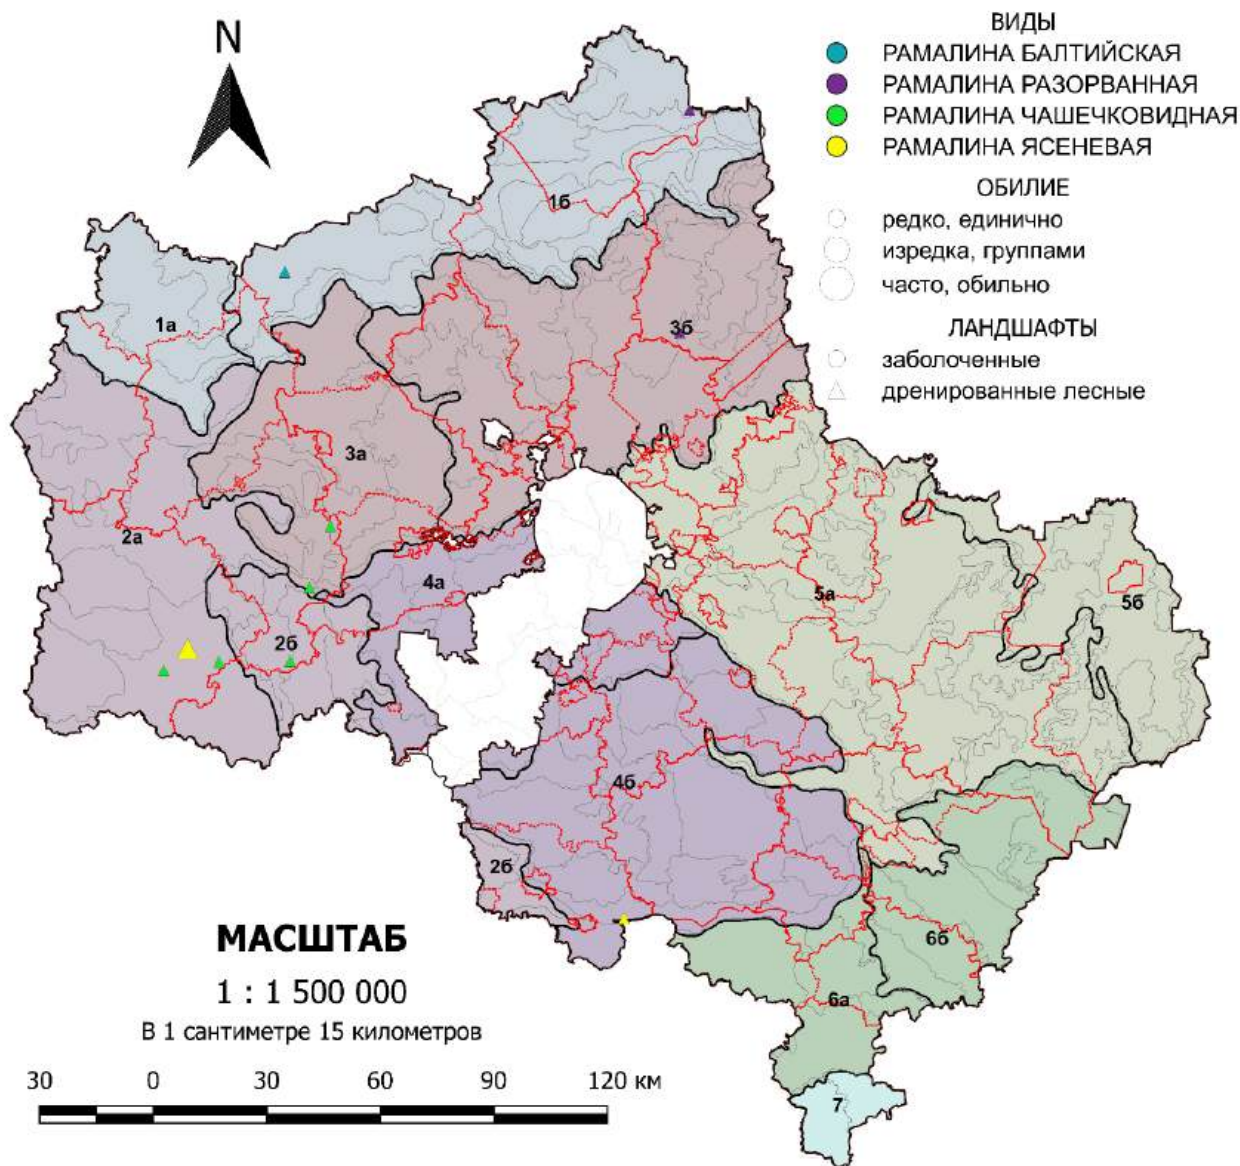 N
ВИДЫ
РАМАЛИНА БАЛТИЙСКАЯ
РАМАЛИНА РАЗОРВАННАЯ
РАМАЛИНА ЧАШЕЧКОВИДНАЯ
РАМАЛИНА ЯСЕНЕВАЯ
ОБИЛИЕ
редко, единично
изредка, группами
часто, обильно
ЛАНДШАФТЫ
заболоченные
дренированные лесные
1б
1а
3б
3а
2а
4а
5а
5б
2б
4б
2б
6б
6а
7
МАСШТАБ
1 : 1 500 000
В 1 сантиметре 15 километров
30 0 30 60 90 120 км